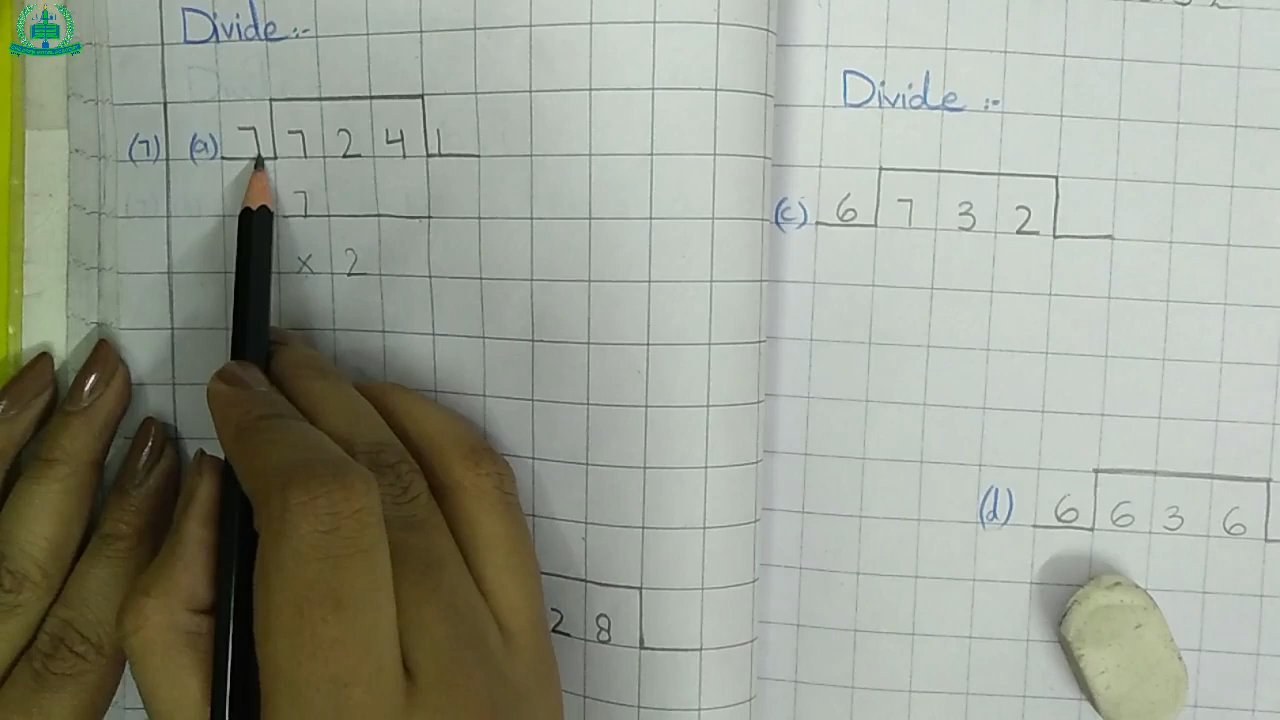 Divide :-
(7) (a) 7 7 2 4 1
7
x 2
2 8
Divide :-
(c) 6 7 3 2
(d) 6 6 3 6